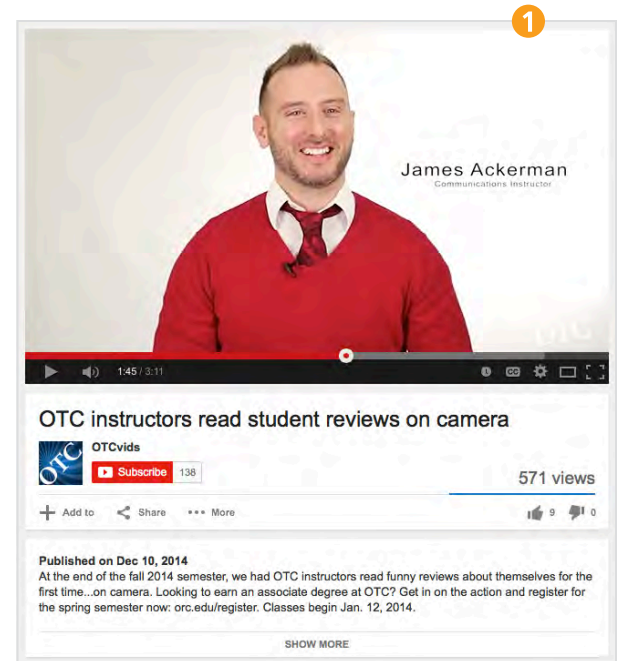 1
James Ackerman
Communications Instructor
OTC
1:45 / 3:11
CC
OTC instructors read student reviews on camera
OTC
OTCvids
Subscribe 138
571 views
Add to Share More 9 0
Published on Dec 10, 2014
At the end of the fall 2014 semester, we had OTC instructors read funny reviews about themselves for the
first time...on camera. Looking to earn an associate degree at OTC? Get in on the action and register for
the spring semester now: orc.edu/register. Classes begin Jan. 12, 2014.
SHOW MORE